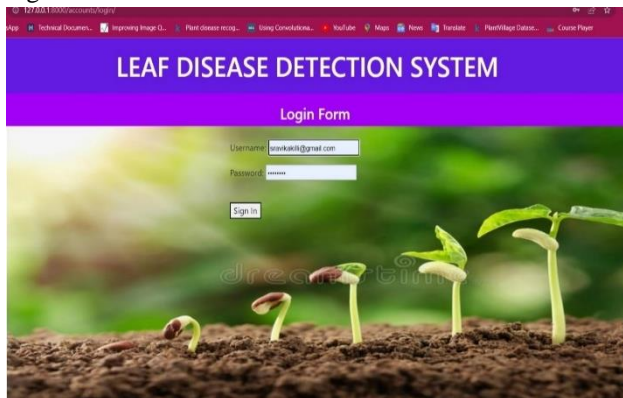 127.0.0.1:8000/accounts/login/
Technical Documen... Improving Image Q... Plant disease recog... Using Convolutiona... YouTube Maps News Translate PlantVillage Datase... Course Player
LEAF DISEASE DETECTION SYSTEM
Login Form
Username:
Password:
Sign In
dreamstime